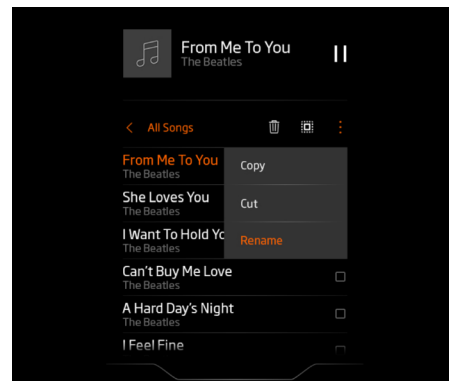 From Me To You
The Beatles
All Songs
From Me To You
The Beatles
Copy
She Loves You
The Beatles
Cut
I Want To Hold Yo
The Beatles
Rename
Can't Buy Me Love
The Beatles
A Hard Day's Night
The Beatles
I Feel Fine